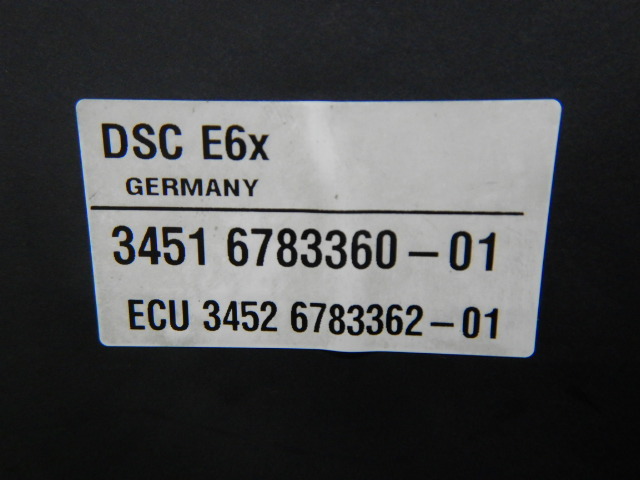 DSC E6x
GERMANY
3451 6783360-01
ECU 3452 6783362-01